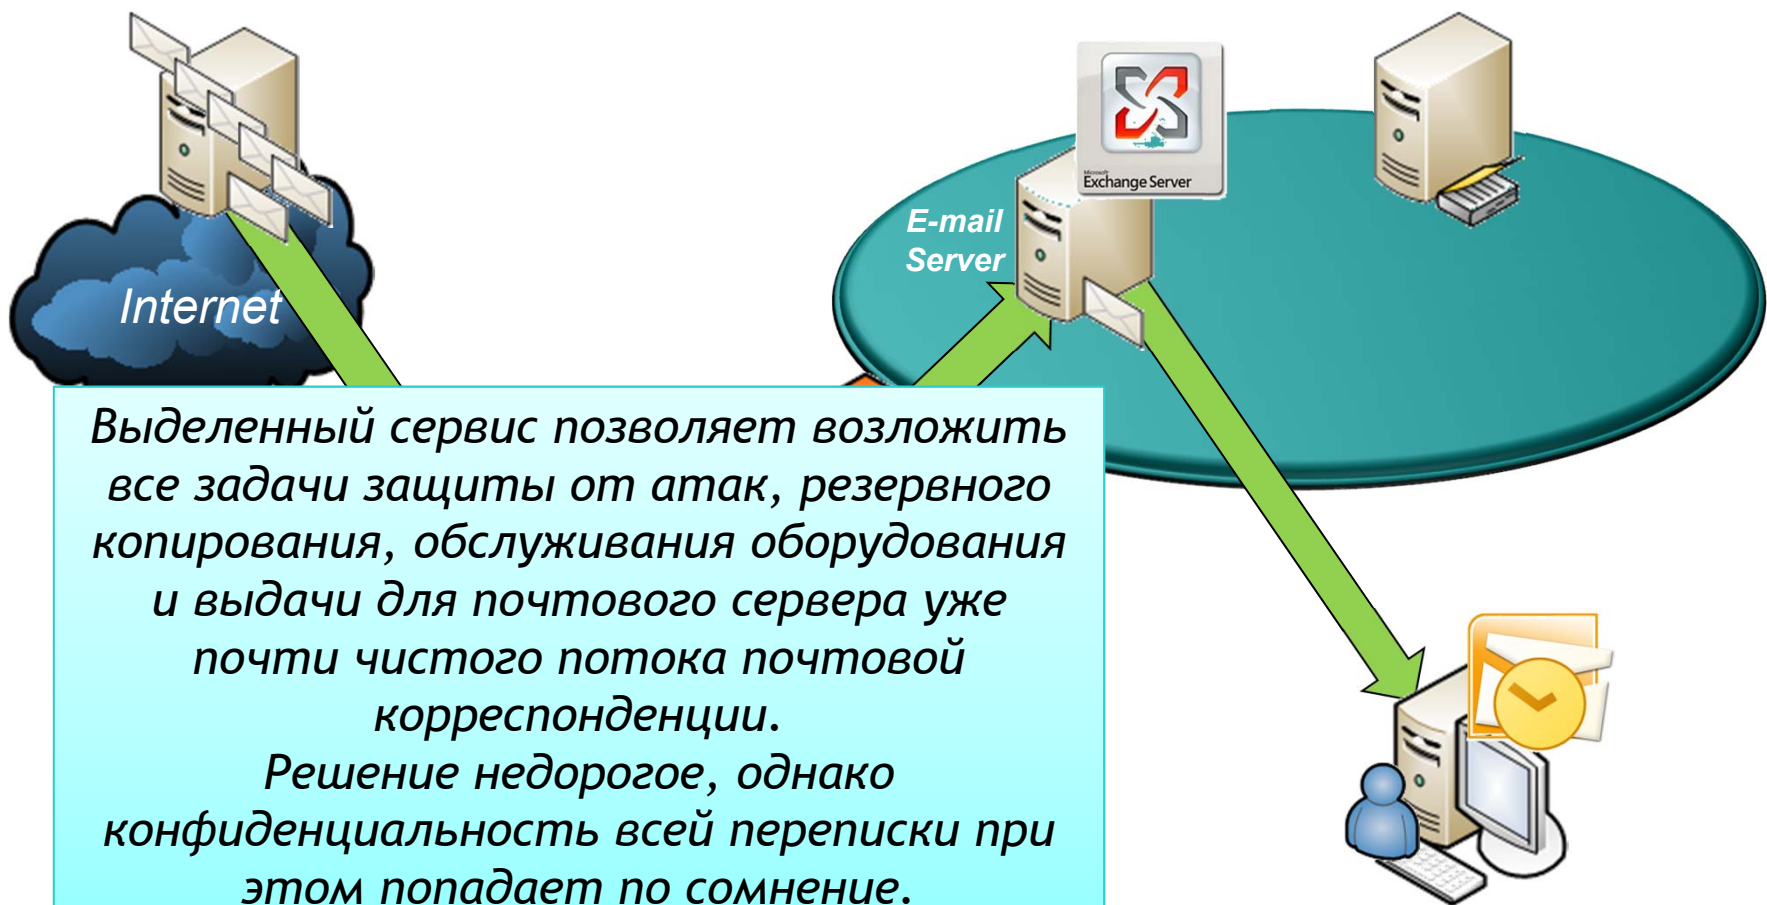 Microsoft
Exchange Server
E-mail
Server
Internet
Выделенный сервис позволяет возложить
все задачи защиты от атак, резервного
копирования, обслуживания оборудования
и выдачи для почтового сервера уже
почти чистого потока почтовой
корреспонденции.
Решение недорогое, однако
конфиденциальность всей переписки при
этом попадает по сомнение.